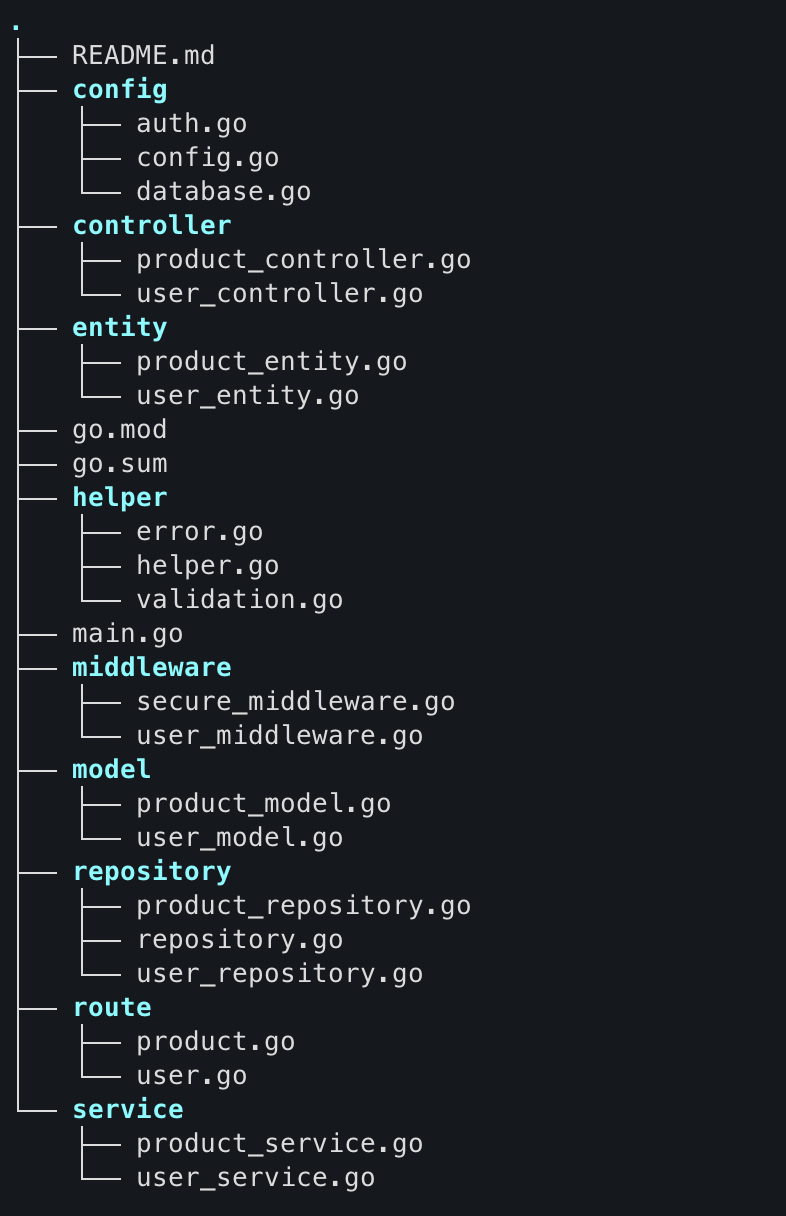 .
├── README.md
├── config
│   ├── auth.go
│   ├── config.go
│   └── database.go
├── controller
│   ├── product_controller.go
│   └── user_controller.go
├── entity
│   ├── product_entity.go
│   └── user_entity.go
├── go.mod
├── go.sum
├── helper
│   ├── error.go
│   ├── helper.go
│   └── validation.go
├── main.go
├── middleware
│   ├── secure_middleware.go
│   └── user_middleware.go
├── model
│   ├── product_model.go
│   └── user_model.go
├── repository
│   ├── product_repository.go
│   ├── repository.go
│   └── user_repository.go
├── route
│   ├── product.go
│   └── user.go
└── service
    ├── product_service.go
    └── user_service.go